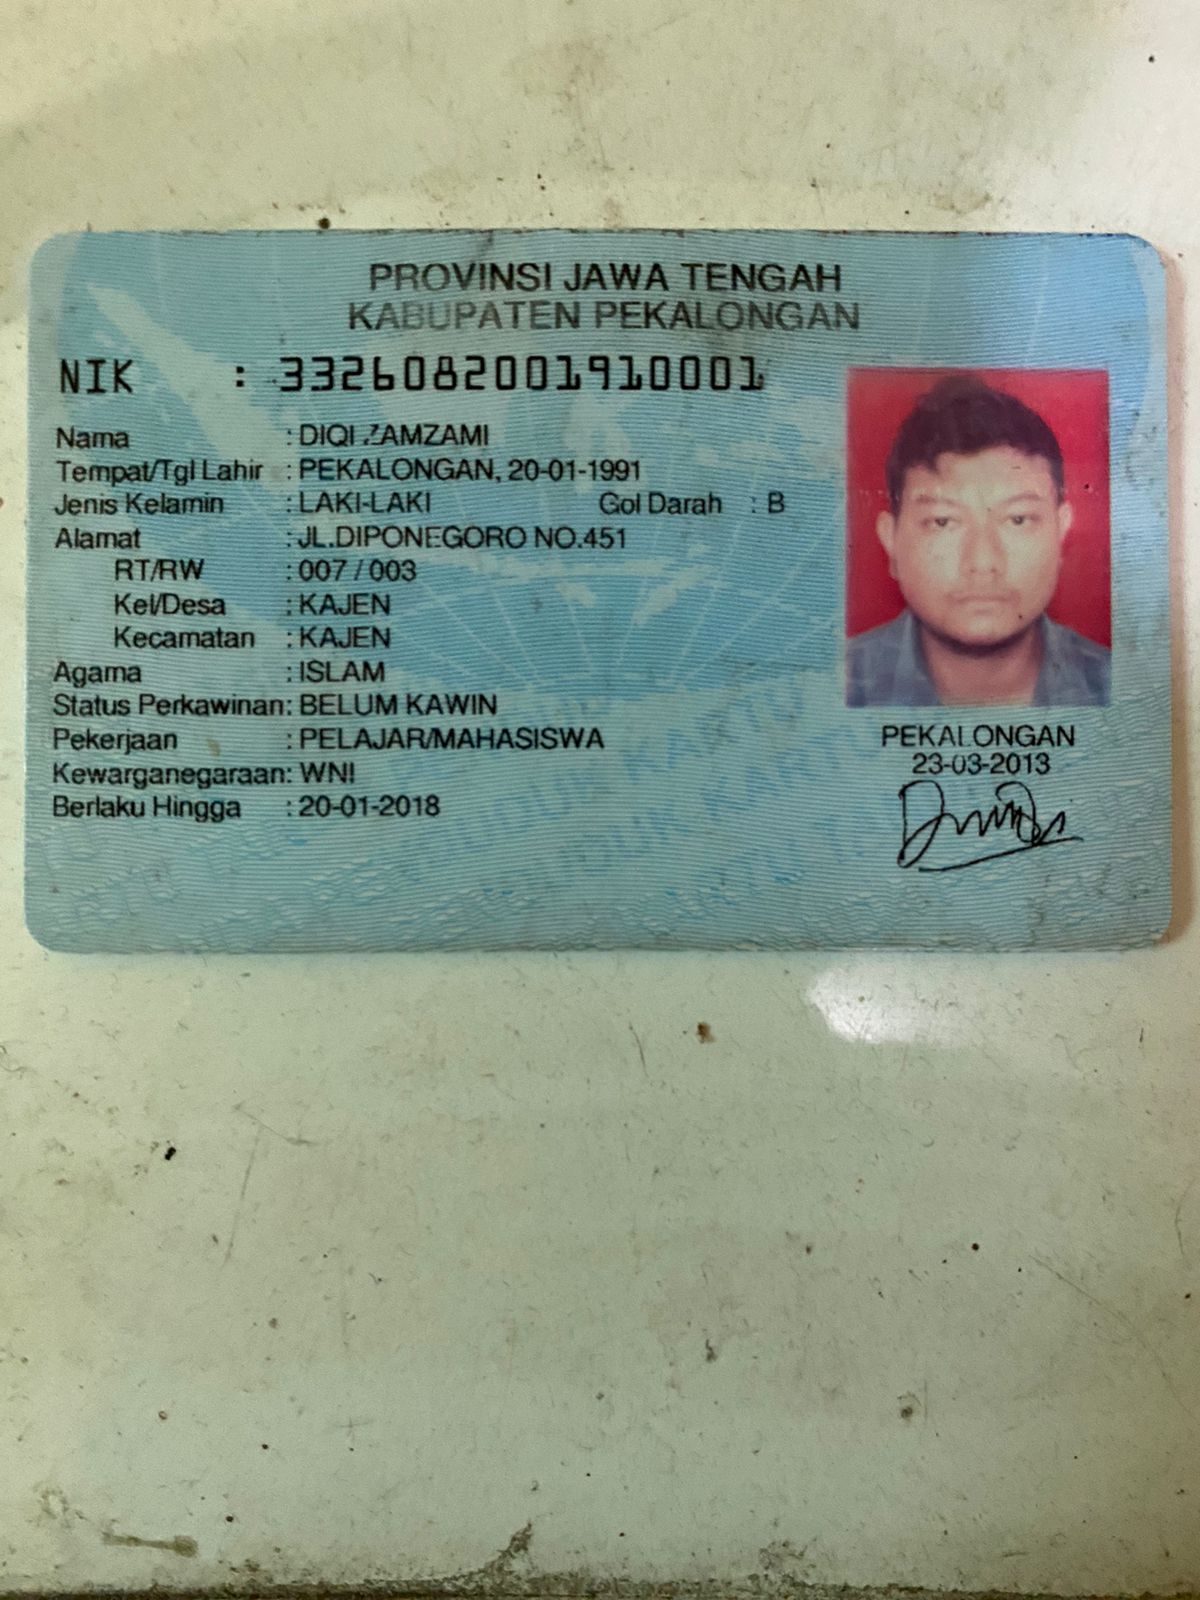 PROVINSI JAWA TENGAH
KABUPATEN PEKALONGAN
NIK : 3326082001910001
Nama : DIQI ZAMZAMI
Tempat/Tgl Lahir : PEKALONGAN, 20-01-1991
Jenis Kelamin : LAKI-LAKI Gol Darah : B
Alamat : JL.DIPONEGORO NO.451
RT/RW : 007 / 003
Kel/Desa : KAJEN
Kecamatan : KAJEN
Agama : ISLAM
Status Perkawinan: BELUM KAWIN
Pekerjaan : PELAJAR/MAHASISWA
Kewarganegaraan: WNI
Berlaku Hingga : 20-01-2018
PEKALONGAN
23-03-2013